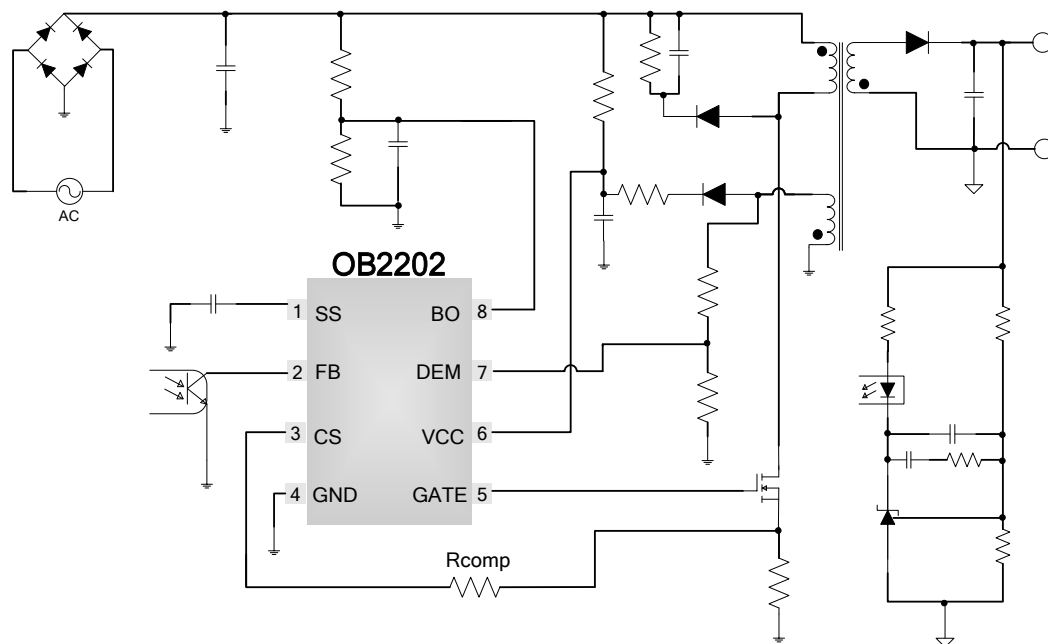 AC
OB2202
1 SS BO 8
2 FB DEM 7
3 CS VCC 6
4 GND GATE 5
Rcomp